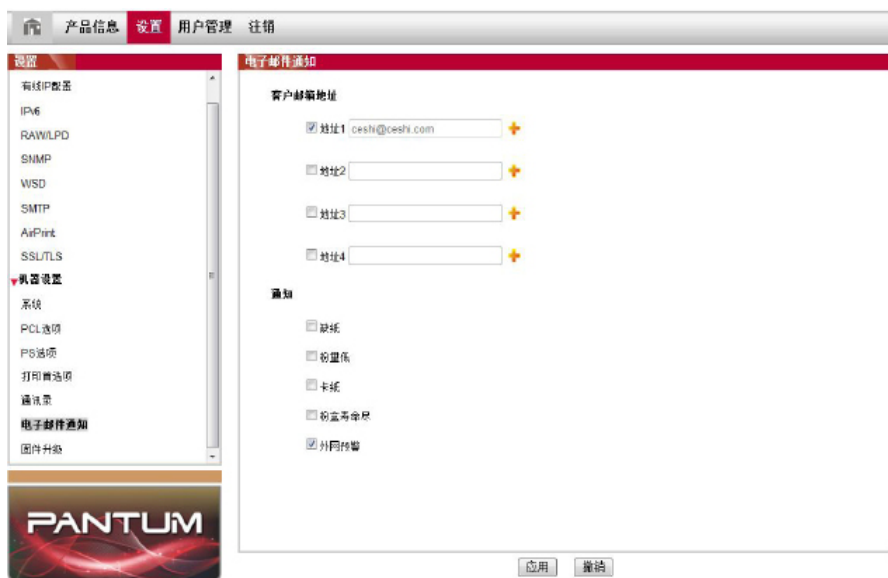 产品信息 设置 用户管理 注销
设置
有线IP配置
IPv6
RAW/LPD
SNMP
WSD
SMTP
AirPrint
SSL/TLS
机器设置
系统
PCL选项
PS选项
打印首选项
通讯录
电子邮件通知
固件升级
PANTUM
电子邮件通知
客户邮箱地址
地址1 ceshi@ceshi.com
地址2
地址3
地址4
通知
缺纸
粉量低
卡纸
粉盒寿命尽
外网预警
应用 撤销